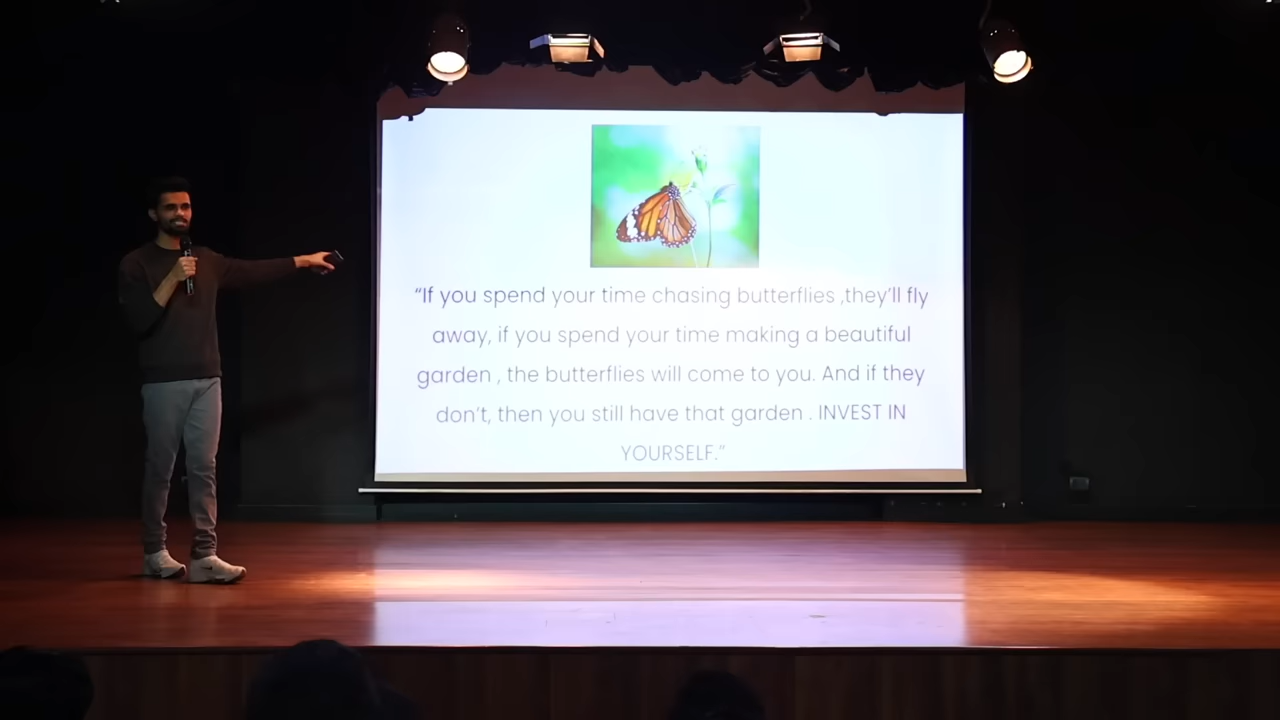 “If you spend your time chasing butterflies ,they’ll fly
away, if you spend your time making a beautiful
garden , the butterflies will come to you. And if they
don’t, then you still have that garden . INVEST IN
YOURSELF.”